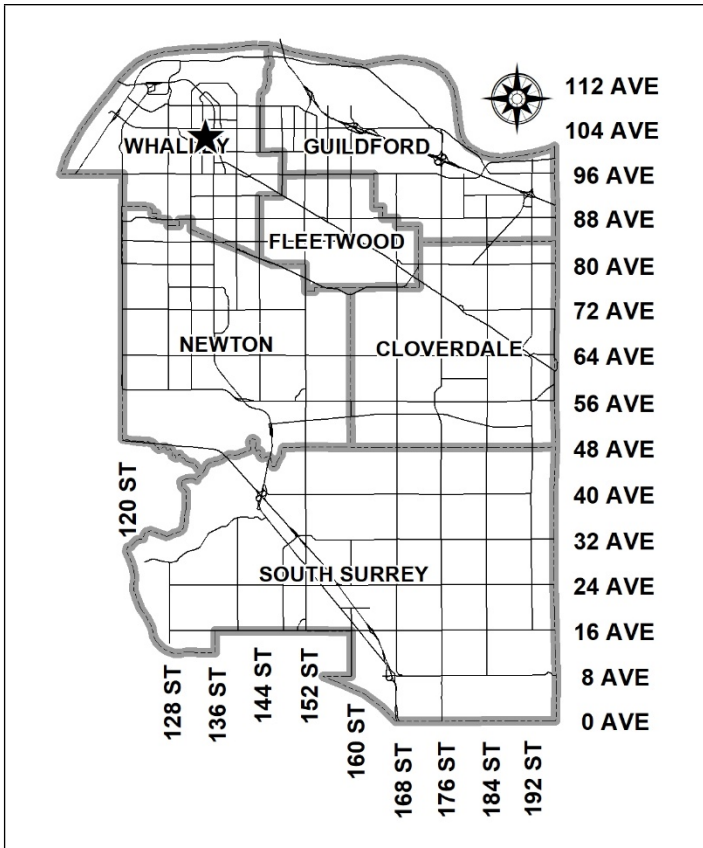 112 AVE
104 AVE
WHALLEY
GUILDFORD
96 AVE
88 AVE
FLEETWOOD
80 AVE
72 AVE
NEWTON
CLOVERDALE
64 AVE
56 AVE
48 AVE
120 ST
40 AVE
32 AVE
SOUTH SURREY
24 AVE
16 AVE
128 ST
136 ST
144 ST
152 ST
160 ST
8 AVE
0 AVE
168 ST
176 ST
184 ST
192 ST